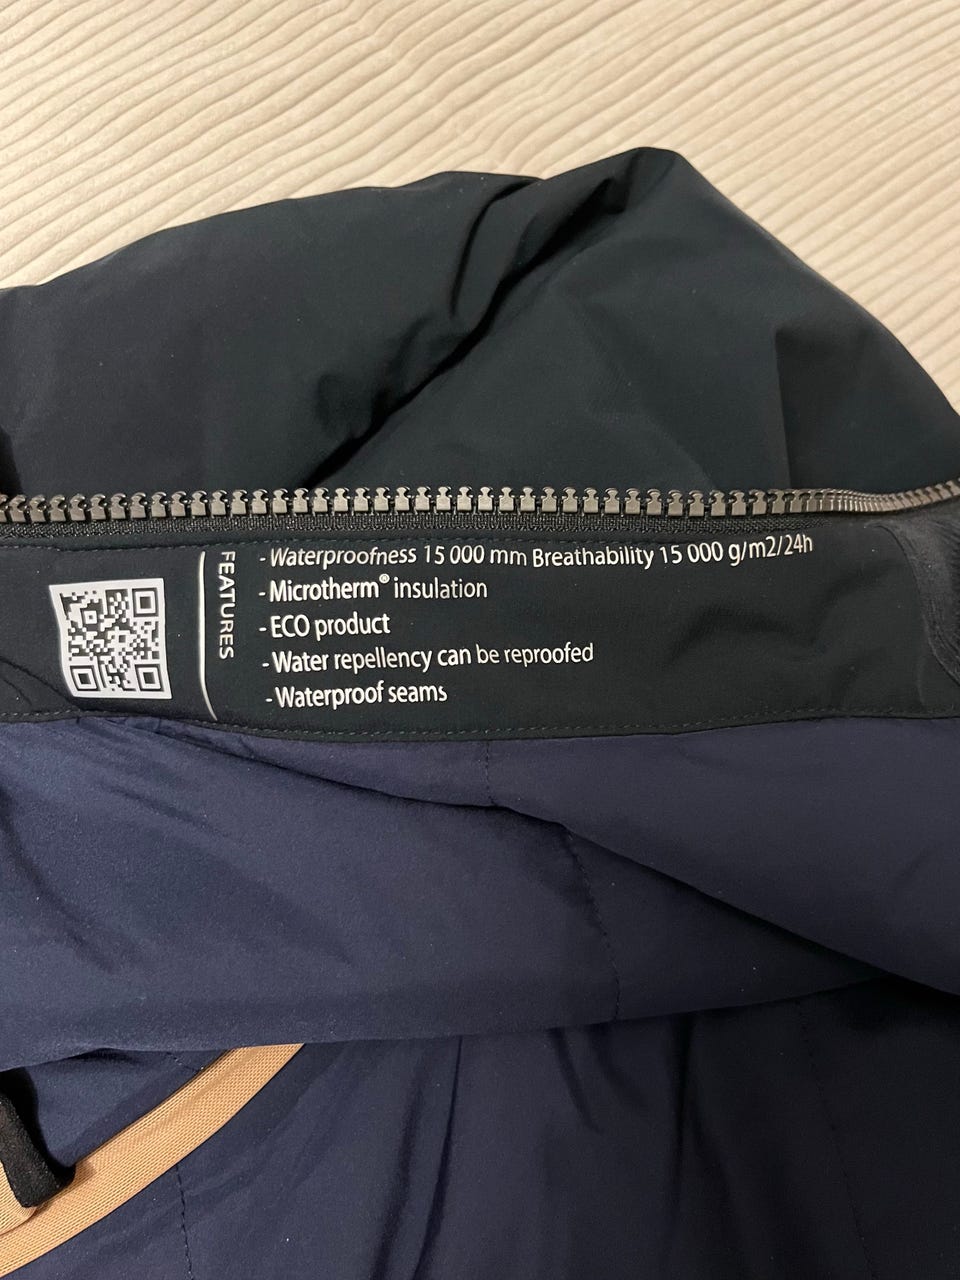 FEATURES
-Waterproofness 15 000 mm Breathability 15 000 g/m2/24h
-Microtherm® insulation
-ECO product
-Water repellency can be reproofed
-Waterproof seams